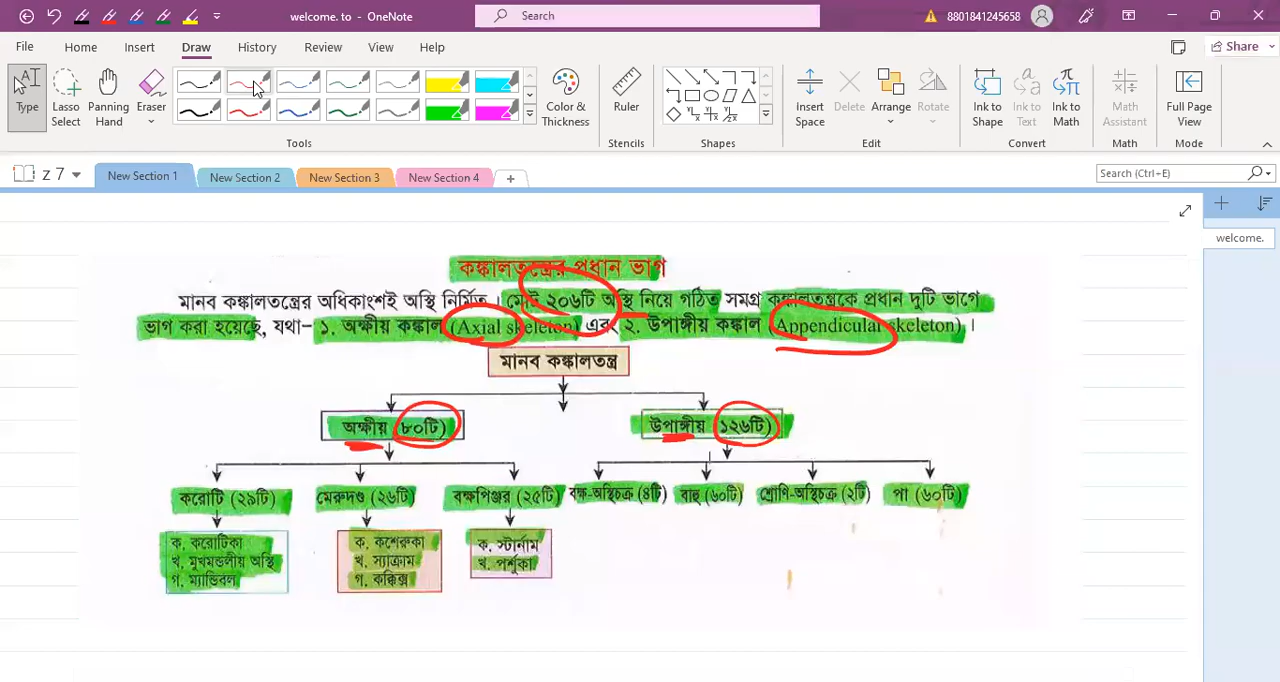 welcome. to - OneNote
Search
8801841245658
File Home Insert Draw History Review View Help
Share
Type
Lasso Select
Panning Hand
Eraser
Color & Thickness
Ruler
Insert Space
Delete
Arrange
Rotate
Ink to Shape
Ink to Text
Ink to Math
Math Assistant
Full Page View
Tools Stencils Shapes Edit Convert Math Mode
z 7
New Section 1 New Section 2 New Section 3 New Section 4
Search (Ctrl+E)
welcome.
কঙ্কালতন্ত্রের প্রধান ভাগ
মানব কঙ্কালতন্ত্রের অধিকাংশই অস্থি নির্মিত। মোট ২০৬টি অস্থি নিয়ে গঠিত সমগ্র কঙ্কালতন্ত্রকে প্রধান দুটি ভাগে
ভাগ করা হয়েছে, যথা– ১. অক্ষীয় কঙ্কাল (Axial skeleton) এবং ২. উপাঙ্গীয় কঙ্কাল (Appendicular skeleton)।
মানব কঙ্কালতন্ত্র
অক্ষীয় ৮০টি) উপাঙ্গীয় ১২৬টি)
করোটি (২৯টি) মেরুদণ্ড (২৬টি) বক্ষপিঞ্জর (২৫টি) বক্ষ-অস্থিচক্র (৪টি) বাহু (৬০টি) শ্রোণি-অস্থিচক্র (২টি) পা (৬০টি)
ক. করোটিকা
খ. মুখমন্ডলীয় অস্থি
গ. ম্যান্ডিবল
ক. কশেরুকা
খ. স্যাক্রাম
গ. কক্কিক্স
ক. স্টার্নাম
খ. পর্শুকা